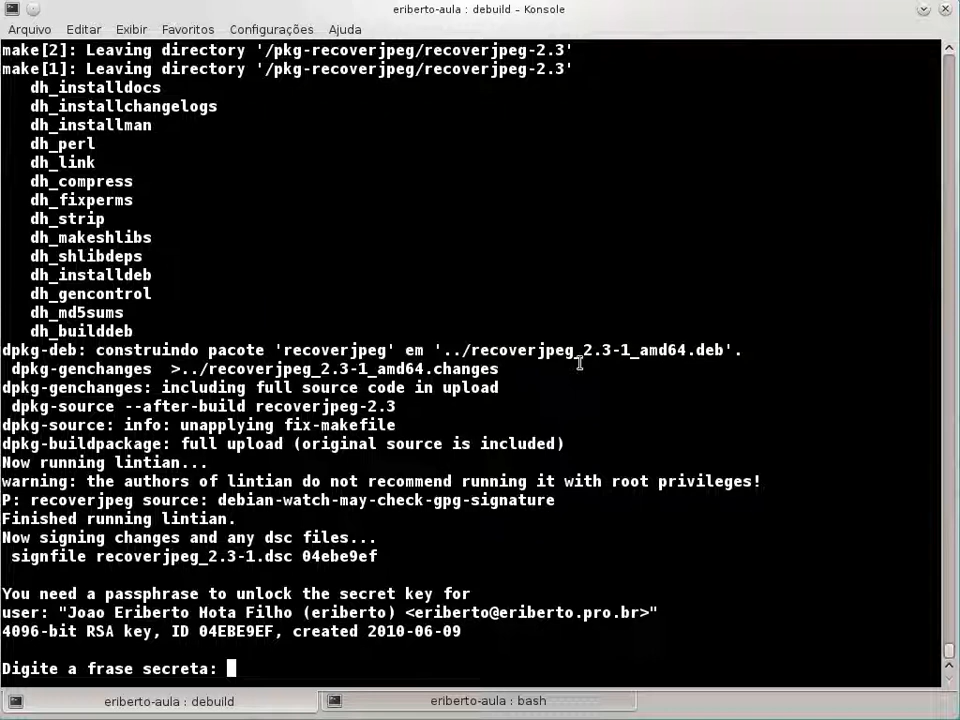 eriberto-aula : debuild – Konsole
Arquivo Editar Exibir Favoritos Configurações Ajuda
make[2]: Leaving directory '/pkg-recoverjpeg/recoverjpeg-2.3'
make[1]: Leaving directory '/pkg-recoverjpeg/recoverjpeg-2.3'
dh_installdocs
dh_installchangelogs
dh_installman
dh_perl
dh_link
dh_compress
dh_fixperms
dh_strip
dh_makeshlibs
dh_shlibdeps
dh_installdeb
dh_gencontrol
dh_md5sums
dh_builddeb
dpkg-deb: construindo pacote 'recoverjpeg' em '../recoverjpeg_2.3-1_amd64.deb'.
dpkg-genchanges >../recoverjpeg_2.3-1_amd64.changes
dpkg-genchanges: including full source code in upload
dpkg-source --after-build recoverjpeg-2.3
dpkg-source: info: unapplying fix-makefile
dpkg-buildpackage: full upload (original source is included)
Now running lintian...
warning: the authors of lintian do not recommend running it with root privileges!
P: recoverjpeg source: debian-watch-may-check-gpg-signature
Finished running lintian.
Now signing changes and any dsc files...
signfile recoverjpeg_2.3-1.dsc 04ebe9ef
You need a passphrase to unlock the secret key for
user: "Joao Eriberto Mota Filho (eriberto) <eriberto@eriberto.pro.br>"
4096-bit RSA key, ID 04EBE9EF, created 2010-06-09
Digite a frase secreta:
eriberto-aula : debuild
eriberto-aula : bash